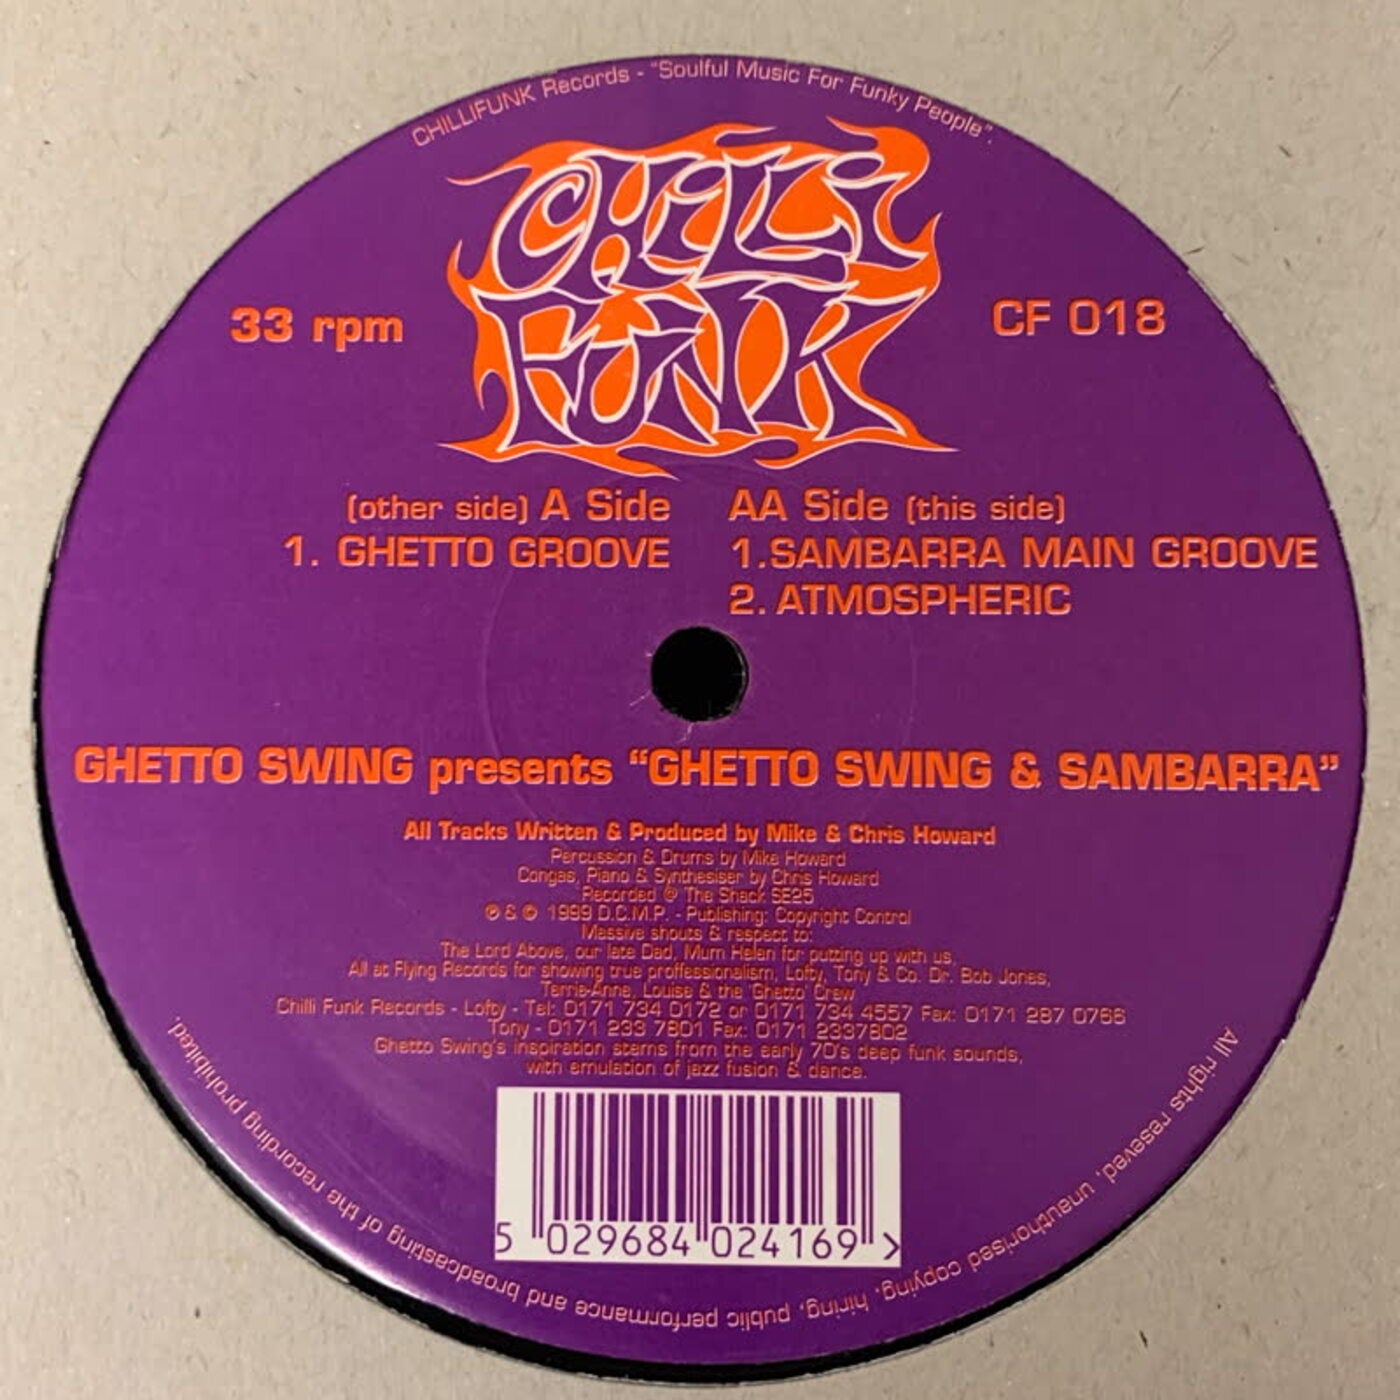 CHILLIFUNK Records - "Soulful Music For Funky People"
CHILLI
FUNK
33 rpm
CF 018
(other side) A Side
1. GHETTO GROOVE
AA Side (this side)
1.SAMBARRA MAIN GROOVE
2. ATMOSPHERIC
GHETTO SWING presents "GHETTO SWING & SAMBARRA"
All Tracks Written & Produced by Mike & Chris Howard
Percussion & Drums by Mike Howard
Congas, Piano & Synthesiser by Chris Howard
Recorded @ The Shack SE25
℗ & © 1999 D.C.M.P. - Publishing: Copyright Control
Massive shouts & respect to:
The Lord Above, our late Dad, Mum Helen for putting up with us,
All at Flying Records for showing true proffessionalism, Lofty, Tony & Co. Dr. Bob Jones,
Terrie-Anne, Louise & the 'Ghetto' Crew
Chilli Funk Records - Lofty - Tel: 0171 734 0172 or 0171 734 4557 Fax: 0171 287 0766
Tony - 0171 233 7801 Fax: 0171 2337802
Ghetto Swing's inspiration stems from the early 70's deep funk sounds,
with emulation of jazz fusion & dance.
5 029684 024169 >
All rights reseved, unauthorised copying, hiring, public performance and broadcasting of the recording prohibited.